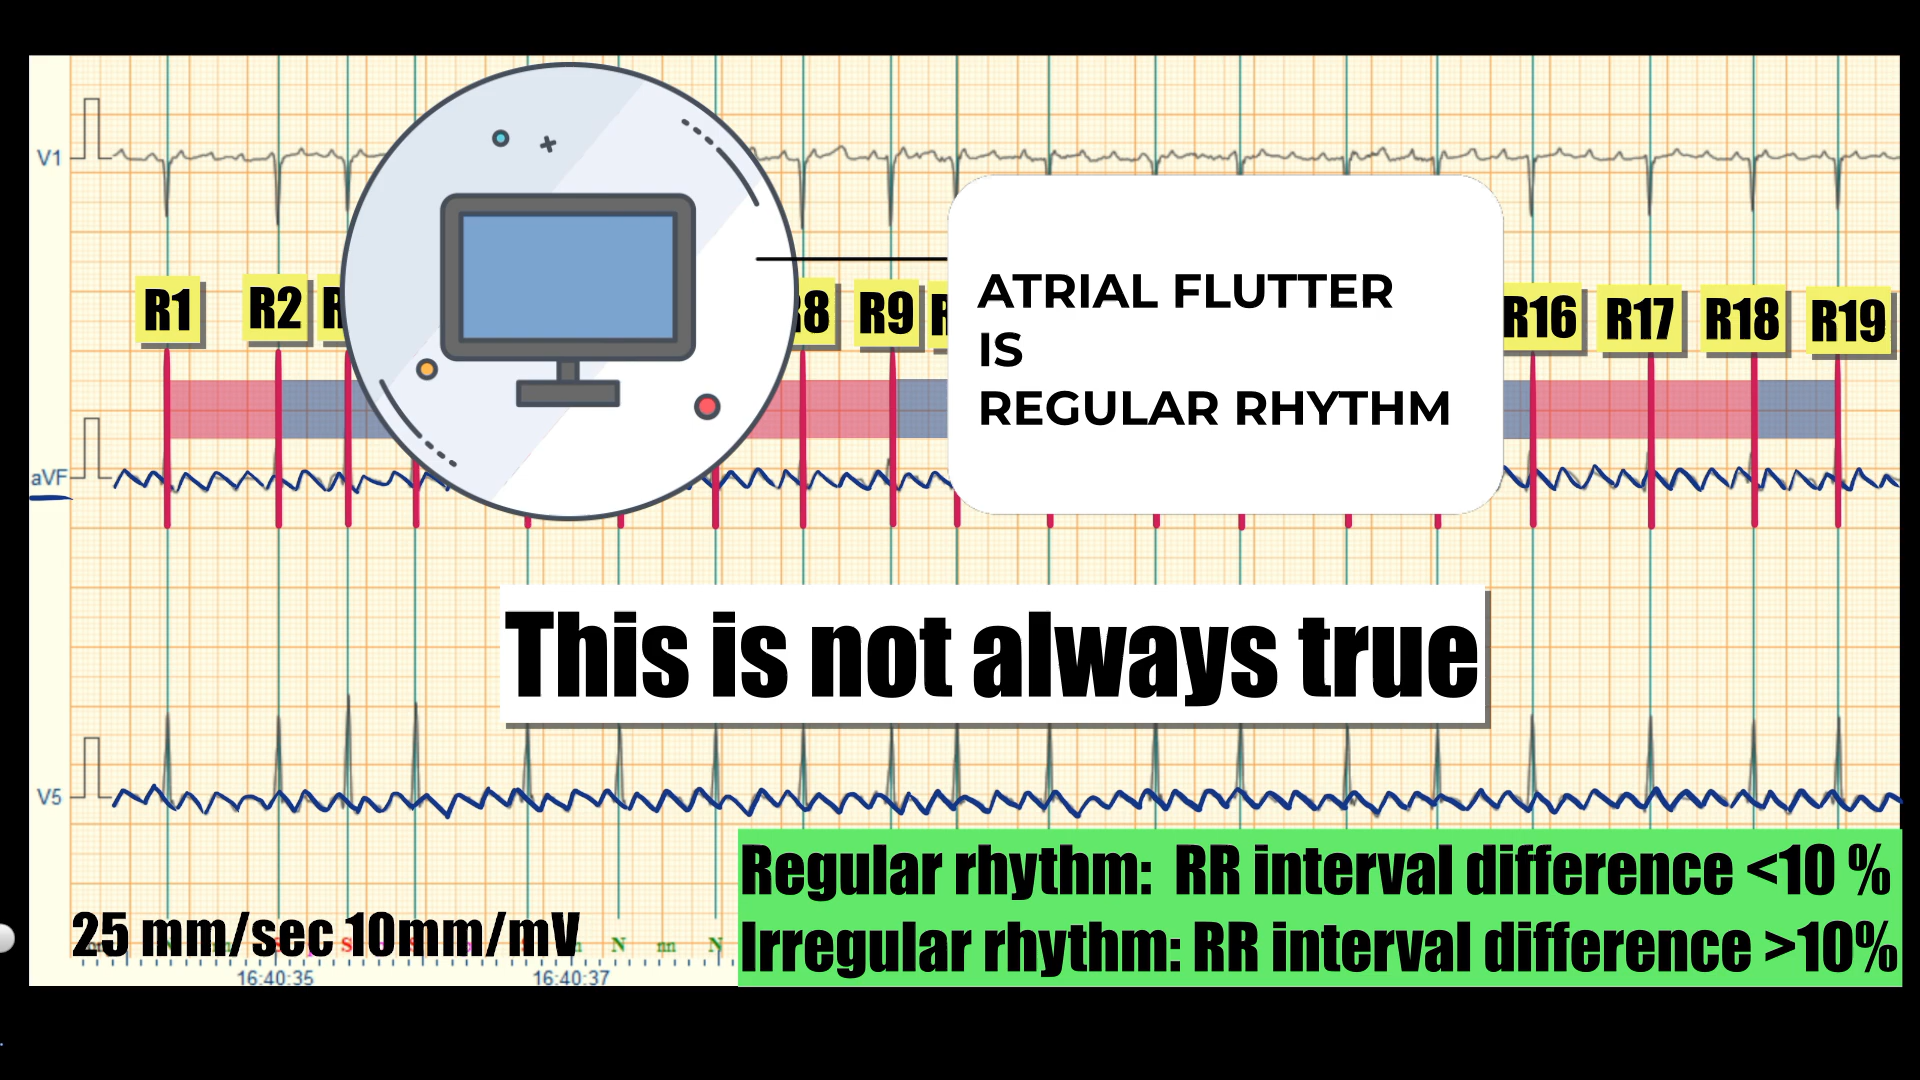 V1
R1
R2
R8
R9
R16
R17
R18
R19
ATRIAL FLUTTER
IS
REGULAR RHYTHM
aVF
This is not always true
V5
Regular rhythm: RR interval difference <10 %
Irregular rhythm: RR interval difference >10%
25 mm/sec 10mm/mV
N nn N
16:40:35 16:40:37